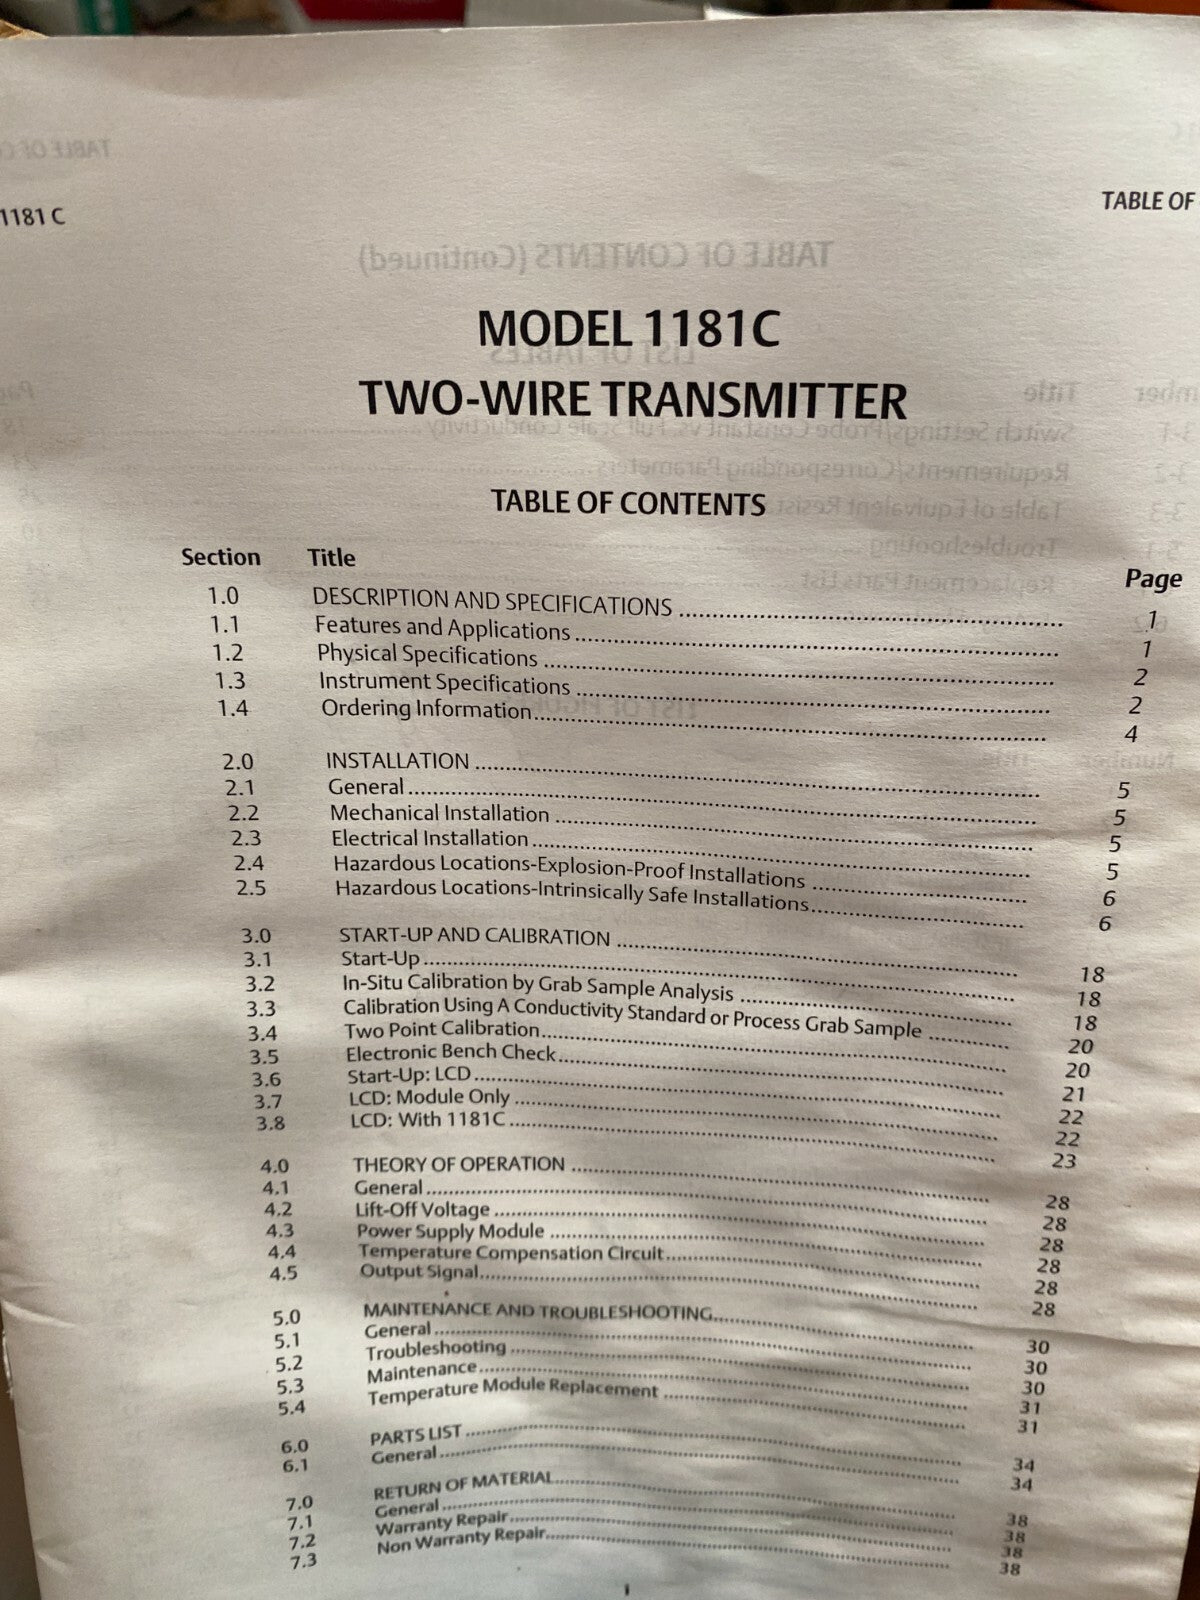 1181 C
TABLE OF
MODEL 1181C
TWO-WIRE TRANSMITTER
TABLE OF CONTENTS
Section Title Page
1.0 DESCRIPTION AND SPECIFICATIONS 1
1.1 Features and Applications 1
1.2 Physical Specifications 2
1.3 Instrument Specifications 2
1.4 Ordering Information 4
2.0 INSTALLATION 5
2.1 General 5
2.2 Mechanical Installation 5
2.3 Electrical Installation 5
2.4 Hazardous Locations-Explosion-Proof Installations 6
2.5 Hazardous Locations-Intrinsically Safe Installations 6
3.0 START-UP AND CALIBRATION 18
3.1 Start-Up 18
3.2 In-Situ Calibration by Grab Sample Analysis 18
3.3 Calibration Using A Conductivity Standard or Process Grab Sample 20
3.4 Two Point Calibration 20
3.5 Electronic Bench Check 21
3.6 Start-Up: LCD 22
3.7 LCD: Module Only 22
3.8 LCD: With 1181C 23
4.0 THEORY OF OPERATION 28
4.1 General 28
4.2 Lift-Off Voltage 28
4.3 Power Supply Module 28
4.4 Temperature Compensation Circuit 28
4.5 Output Signal 28
5.0 MAINTENANCE AND TROUBLESHOOTING 30
5.1 General 30
5.2 Troubleshooting 30
5.3 Maintenance 31
5.4 Temperature Module Replacement 31
6.0 PARTS LIST 34
6.1 General 34
7.0 RETURN OF MATERIAL 38
7.1 General 38
7.2 Warranty Repair 38
7.3 Non Warranty Repair 38